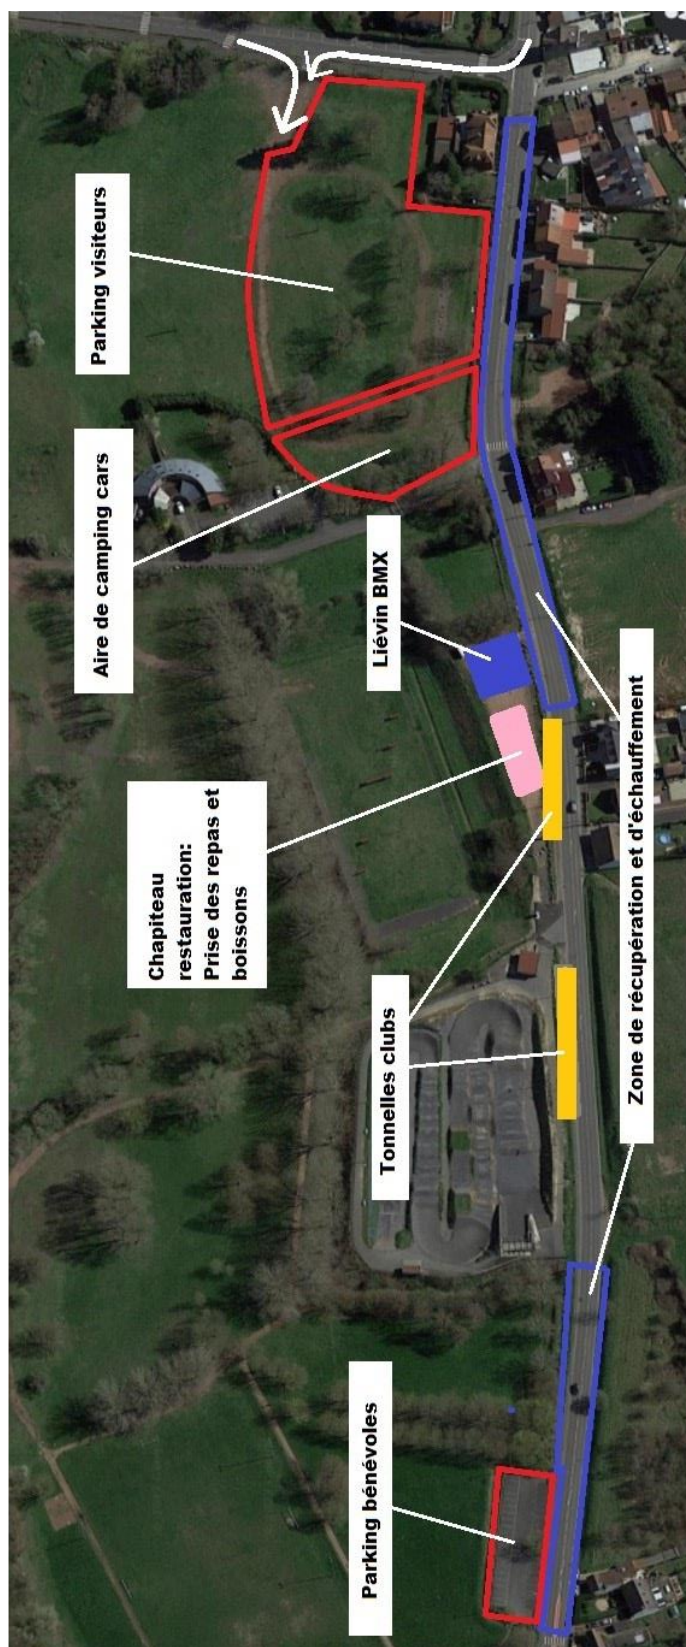 Parking visiteurs
Aire de camping cars
Liévin BMX
Chapiteau
restauration:
Prise des repas et
boissons
Tonnelles clubs
Zone de récupération et d'échauffement
Parking bénévoles